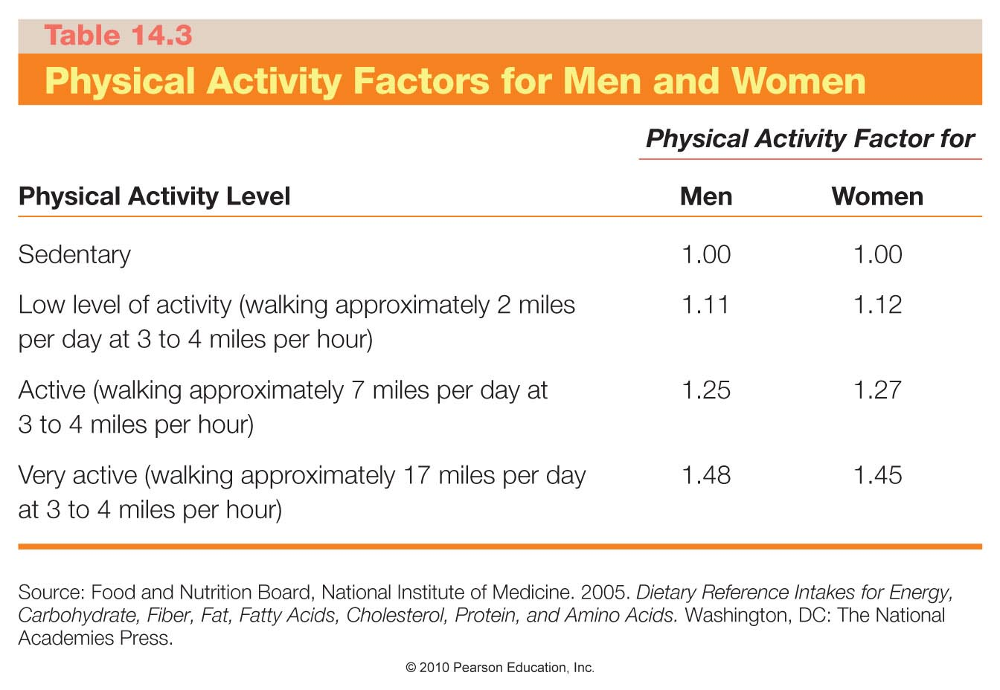 Table 14.3
Physical Activity Factors for Men and Women
Physical Activity Factor for
Physical Activity Level Men Women
Sedentary 1.00 1.00
Low level of activity (walking approximately 2 miles 1.11 1.12
per day at 3 to 4 miles per hour)
Active (walking approximately 7 miles per day at 1.25 1.27
3 to 4 miles per hour)
Very active (walking approximately 17 miles per day 1.48 1.45
at 3 to 4 miles per hour)
Source: Food and Nutrition Board, National Institute of Medicine. 2005. Dietary Reference Intakes for Energy,
Carbohydrate, Fiber, Fat, Fatty Acids, Cholesterol, Protein, and Amino Acids. Washington, DC: The National
Academies Press.
© 2010 Pearson Education, Inc.